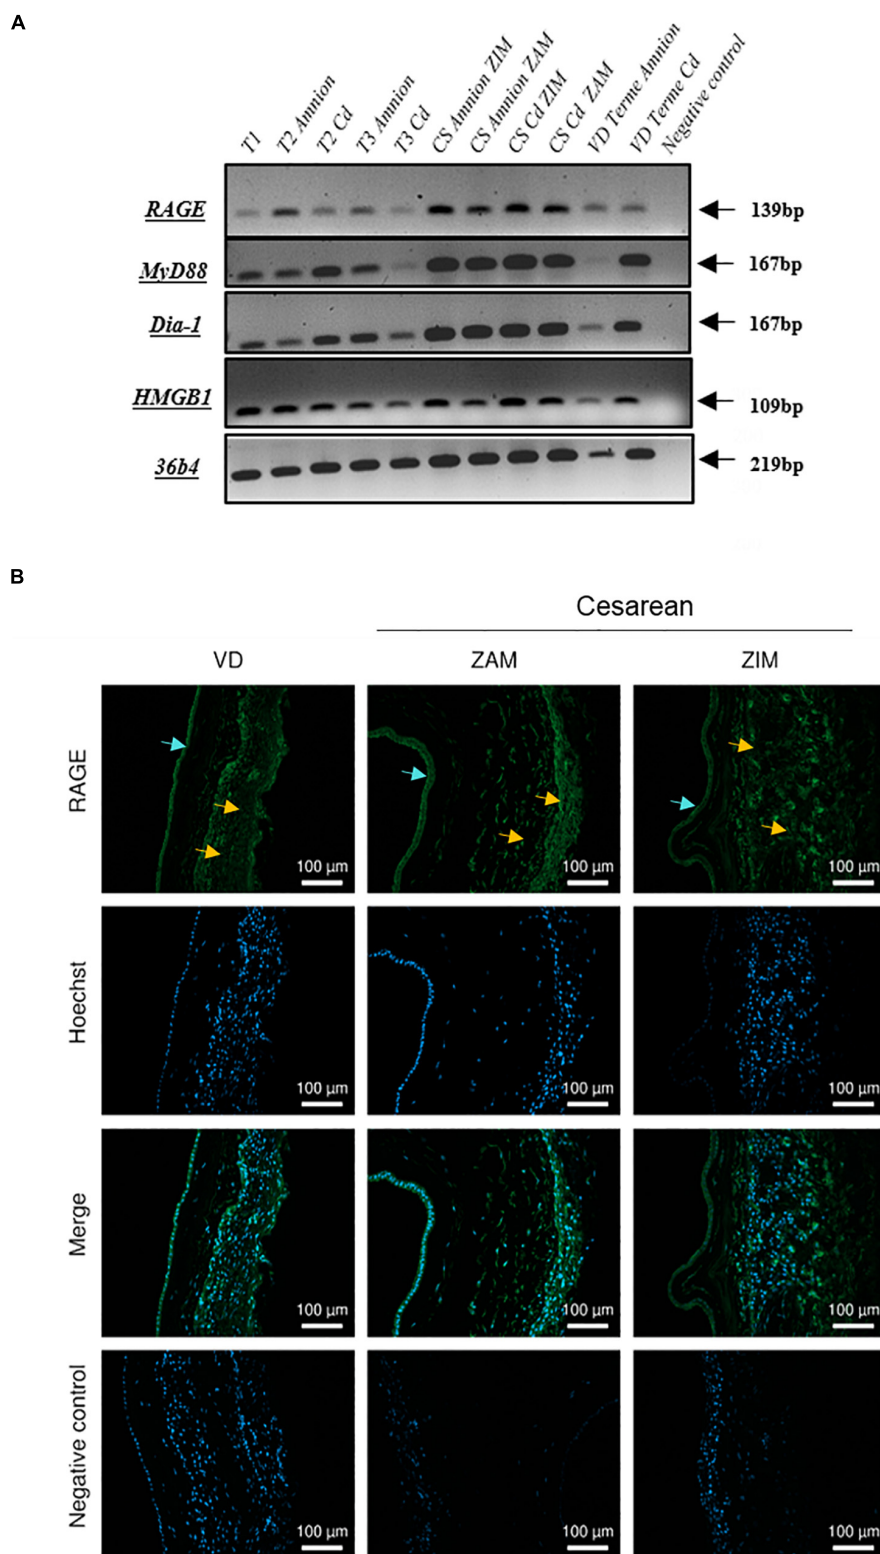 A
T1
T2 Amnion
T2 Cd
T3 Amnion
T3 Cd
CS Amnion ZIM
CS Amnion ZAM
CS Cd ZIM
CS Cd ZAM
VD Terme Amnion
VD Terme Cd
Negative control
RAGE 139bp
MyD88 167bp
Dia-1 167bp
HMGB1 109bp
36b4 219bp
B
Cesarean
VD ZAM ZIM
RAGE
100 µm 100 µm 100 µm
Hoechst
100 µm 100 µm 100 µm
Merge
100 µm 100 µm 100 µm
Negative control
100 µm 100 µm 100 µm